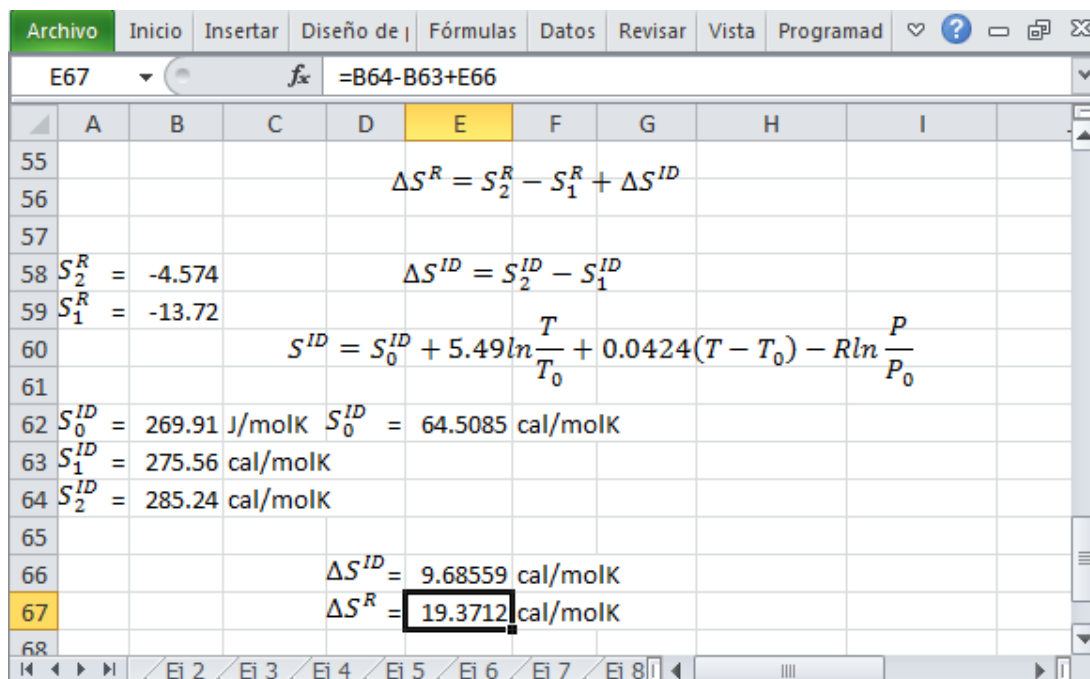 Archivo Inicio Insertar Diseño de | Fórmulas Datos Revisar Vista Programad
E67 fx =B64-B63+E66
A B C D E F G H I
55
ΔS^R = S_2^R − S_1^R + ΔS^ID
56
57
58 S_2^R = -4.574 ΔS^ID = S_2^ID − S_1^ID
59 S_1^R = -13.72
60 S^ID = S_0^ID + 5.49ln T/T_0 + 0.0424(T − T_0) − Rln P/P_0
61
62 S_0^ID = 269.91 J/molK S_0^ID = 64.5085 cal/molK
63 S_1^ID = 275.56 cal/molK
64 S_2^ID = 285.24 cal/molK
65
66 ΔS^ID = 9.68559 cal/molK
67 ΔS^R = 19.3712 cal/molK
68
Ej 2 Ej 3 Ej 4 Ej 5 Ej 6 Ej 7 Ej 8